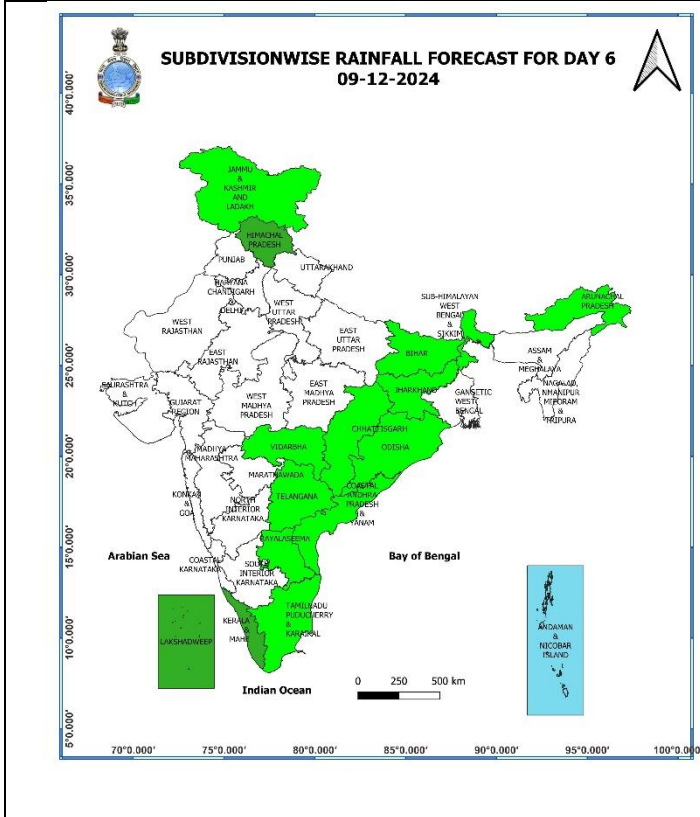 SUBDIVISIONWISE RAINFALL FORECAST FOR DAY 6
09-12-2024
40°0.000'
35°0.000'
30°0.000'
25°0.000'
20°0.000'
15°0.000'
10°0.000'
5°0.000'
JAMMU
&
KASHMIR
AND
LADAKH
HIMACHAL
PRADESH
PUNJAB
UTTARAKHAND
HARYANA
CHANDIGARH
&
DELHI
WEST
UTTAR
PRADESH
WEST
RAJASTHAN
EAST
RAJASTHAN
EAST
UTTAR
PRADESH
SUB-HIMALAYAN
WEST
BENGAL
&
SIKKIM
ARUNACHAL
PRADESH
ASSAM
&
MEGHALAYA
BIHAR
JHARKHAND
GANGETIC
WEST
BENGAL
SAURASHTRA
&
KUTCH
GUJARAT
REGION
WEST
MADHYA
PRADESH
EAST
MADHYA
PRADESH
CHHATTISGARH
ODISHA
VIDARBHA
MADHYA
MAHARASHTRA
MARATHAWADA
TELANGANA
COASTAL
ANDHRA
PRADESH
&
YANAM
KONKAN
&
GOA
NORTH
INTERIOR
KARNATAKA
RAYALASEEMA
Arabian Sea
Bay of Bengal
COASTAL
KARNATAKA
SOUTH
INTERIOR
KARNATAKA
TAMILNADU
PUDUCHERRY
&
KARAIKAL
KERALA
&
MAHE
LAKSHADWEEP
ANDAMAN
&
NICOBAR
ISLAND
Indian Ocean
0 250 500 km
70°0.000' 75°0.000' 80°0.000' 85°0.000' 90°0.000' 95°0.000' 100°0.000'